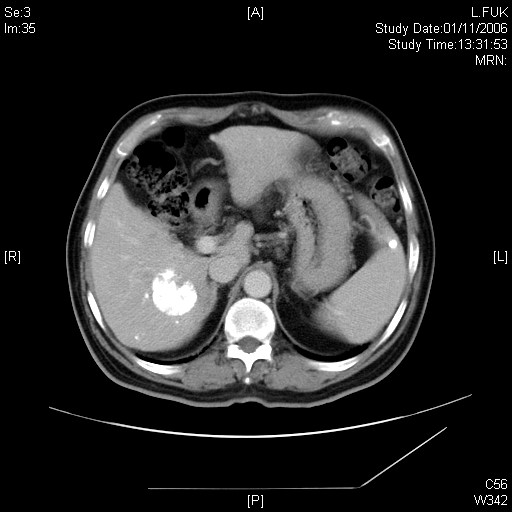 Se:3
Im:35
[A]
L.FUK
Study Date:01/11/2006
Study Time:13:31:53
MRN:
[R]
[L]
[P]
C56
W342